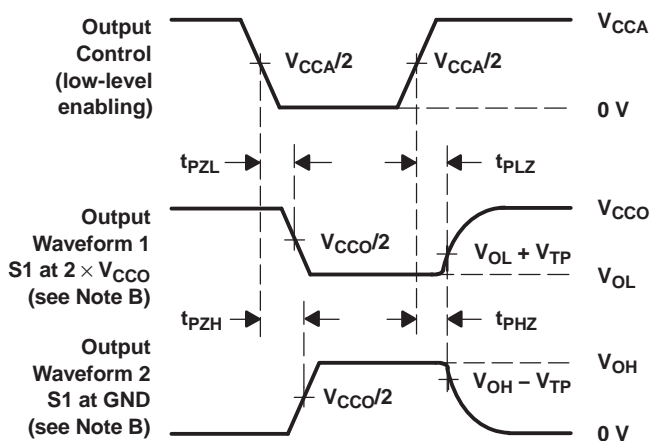 Output
Control
(low-level
enabling)
V_CCA
V_CCA/2
V_CCA/2
0 V
t_PZL
t_PLZ
Output
Waveform 1
S1 at 2 × V_CCO
(see Note B)
V_CCO
V_CCO/2
V_OL + V_TP
V_OL
t_PZH
t_PHZ
Output
Waveform 2
S1 at GND
(see Note B)
V_OH
V_OH − V_TP
V_CCO/2
0 V